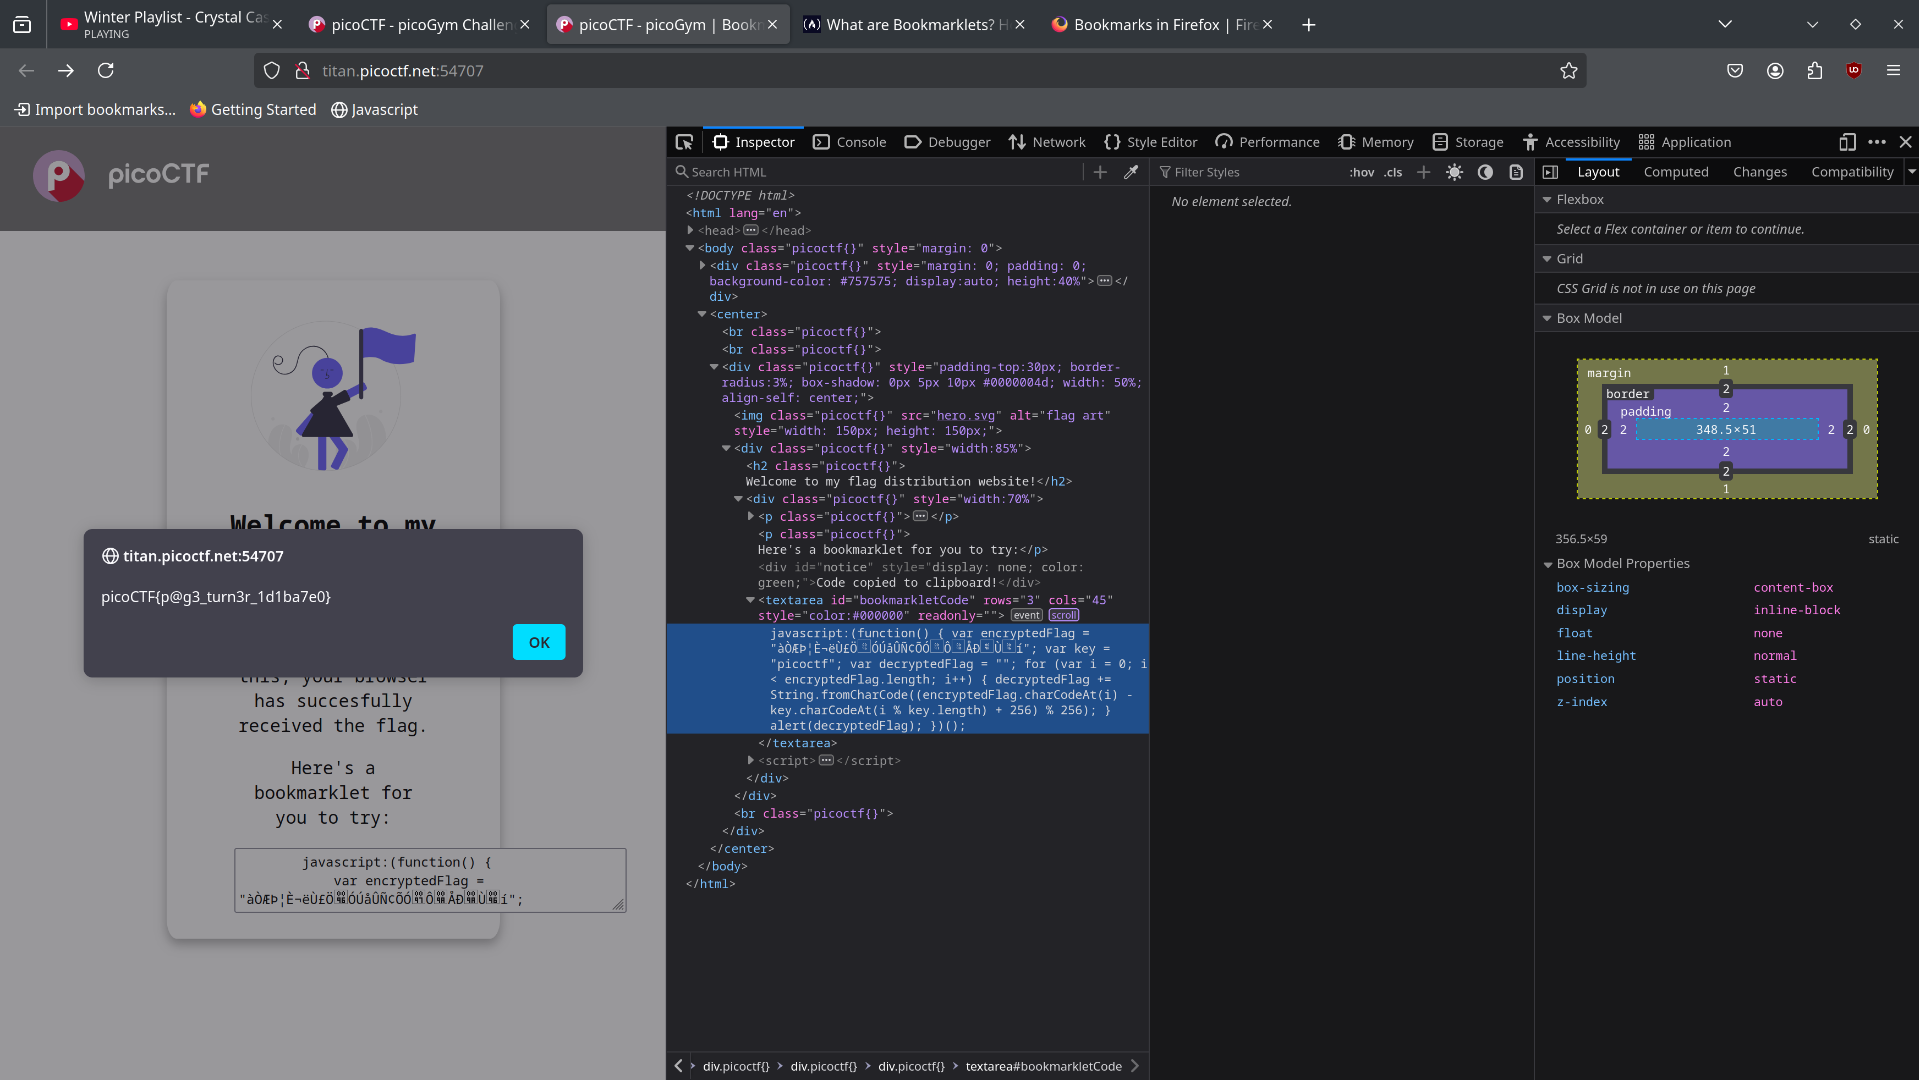 Winter Playlist - Crystal Cas
PLAYING
picoCTF - picoGym Challen
picoCTF - picoGym | Book
What are Bookmarklets? H
Bookmarks in Firefox | Fire
titan.picoctf.net:54707
Import bookmarks...
Getting Started
Javascript
picoCTF
Welcome to my
titan.picoctf.net:54707
picoCTF{p@g3_turn3r_1d1ba7e0}
OK
this, your browser
has succesfully
received the flag.
Here's a
bookmarklet for
you to try:
javascript:(function() {
var encryptedFlag =
Inspector
Console
Debugger
Network
Style Editor
Performance
Memory
Storage
Accessibility
Application
Search HTML
<!DOCTYPE html>
<html lang="en">
<head> ••• </head>
<body class="picoctf{}" style="margin: 0">
<div class="picoctf{}" style="margin: 0; padding: 0;
background-color: #757575; display:auto; height:40%"> ••• </
div>
<center>
<br class="picoctf{}">
<br class="picoctf{}">
<div class="picoctf{}" style="padding-top:30px; border-
radius:3%; box-shadow: 0px 5px 10px #0000004d; width: 50%;
align-self: center;">
<img class="picoctf{}" src="hero.svg" alt="flag art"
style="width: 150px; height: 150px;">
<div class="picoctf{}" style="width:85%">
<h2 class="picoctf{}">
Welcome to my flag distribution website!</h2>
<div class="picoctf{}" style="width:70%">
<p class="picoctf{}"> ••• </p>
<p class="picoctf{}">
Here's a bookmarklet for you to try:</p>
<div id="notice" style="display: none; color:
green;">Code copied to clipboard!</div>
<textarea id="bookmarkletCode" rows="3" cols="45"
style="color:#000000" readonly=""> event scroll
javascript:(function() { var encryptedFlag =
var key =
"picoctf"; var decryptedFlag = ""; for (var i = 0; i
< encryptedFlag.length; i++) { decryptedFlag +=
String.fromCharCode((encryptedFlag.charCodeAt(i) -
key.charCodeAt(i % key.length) + 256) % 256); }
alert(decryptedFlag); })();
</textarea>
<script> ••• </script>
</div>
</div>
<br class="picoctf{}">
</div>
</center>
</body>
</html>
div.picoctf{}
div.picoctf{}
div.picoctf{}
textarea#bookmarkletCode
Filter Styles
:hov
.cls
No element selected.
Layout
Computed
Changes
Compatibility
Flexbox
Select a Flex container or item to continue.
Grid
CSS Grid is not in use on this page
Box Model
margin
1
border
2
padding
2
0
2
2
348.5×51
2
2
0
2
2
1
356.5×59
static
Box Model Properties
box-sizing
content-box
display
inline-block
float
none
line-height
normal
position
static
z-index
auto